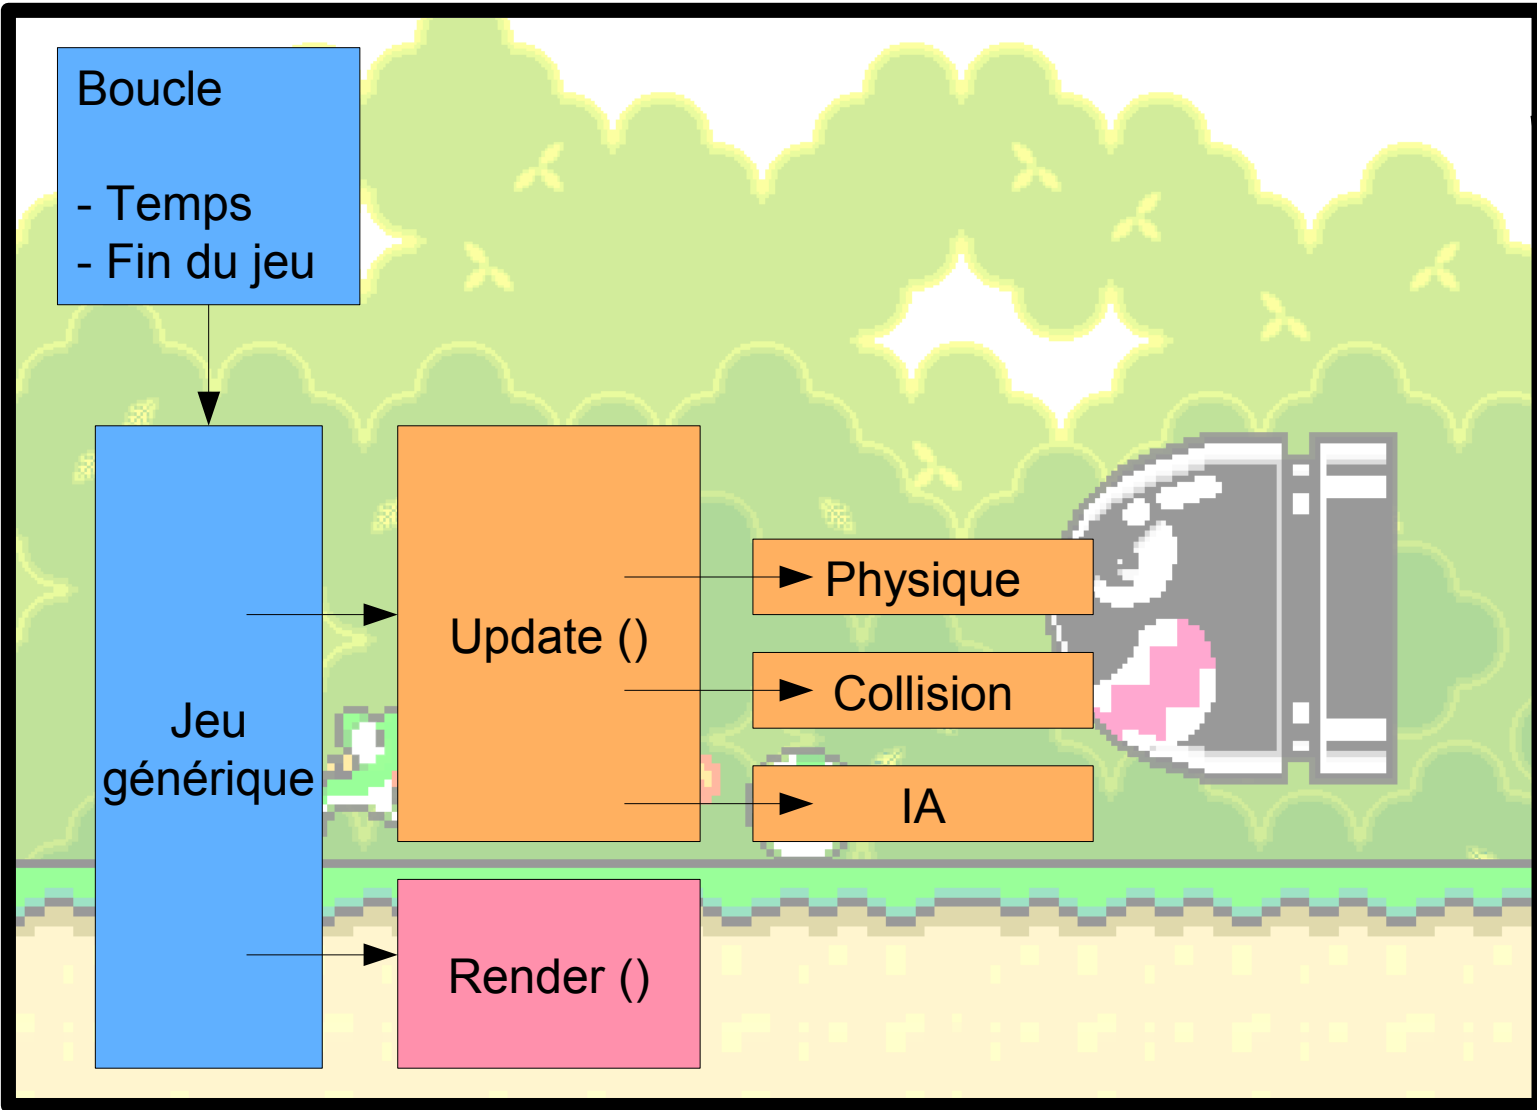 Boucle
- Temps
- Fin du jeu
Jeu
générique
Update ()
Physique
Collision
IA
Render ()